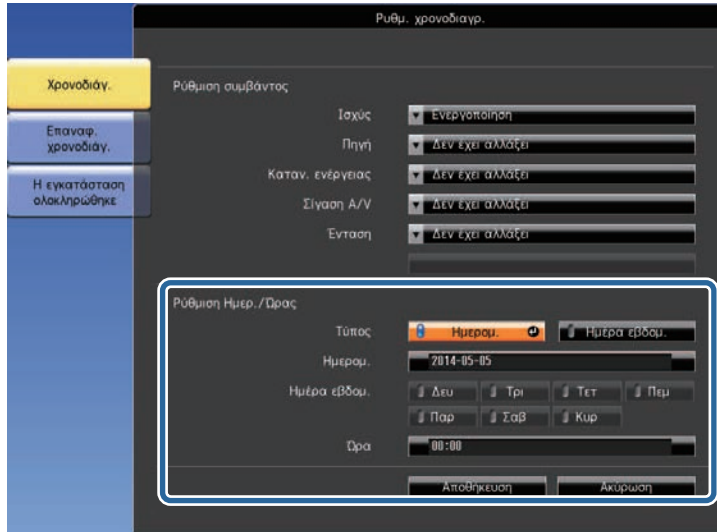 Ρυθμ. χρονοδιαγρ.
Χρονοδιάγ.
Επαναφ.
χρονοδιάγ.
Η εγκατάσταση
ολοκληρώθηκε
Ρύθμιση συμβάντος
Ισχύς Ενεργοποίηση
Πηγή Δεν έχει αλλάξει
Καταν. ενέργειας Δεν έχει αλλάξει
Σίγαση A/V Δεν έχει αλλάξει
Ένταση Δεν έχει αλλάξει
Ρύθμιση Ημερ./Ώρας
Τύπος Ημερομ. Ημέρα εβδομ.
Ημερομ. 2014-05-05
Ημέρα εβδομ. Δευ Τρι Τετ Πεμ
Παρ Σαβ Κυρ
Ώρα 00:00
Αποθήκευση Ακύρωση